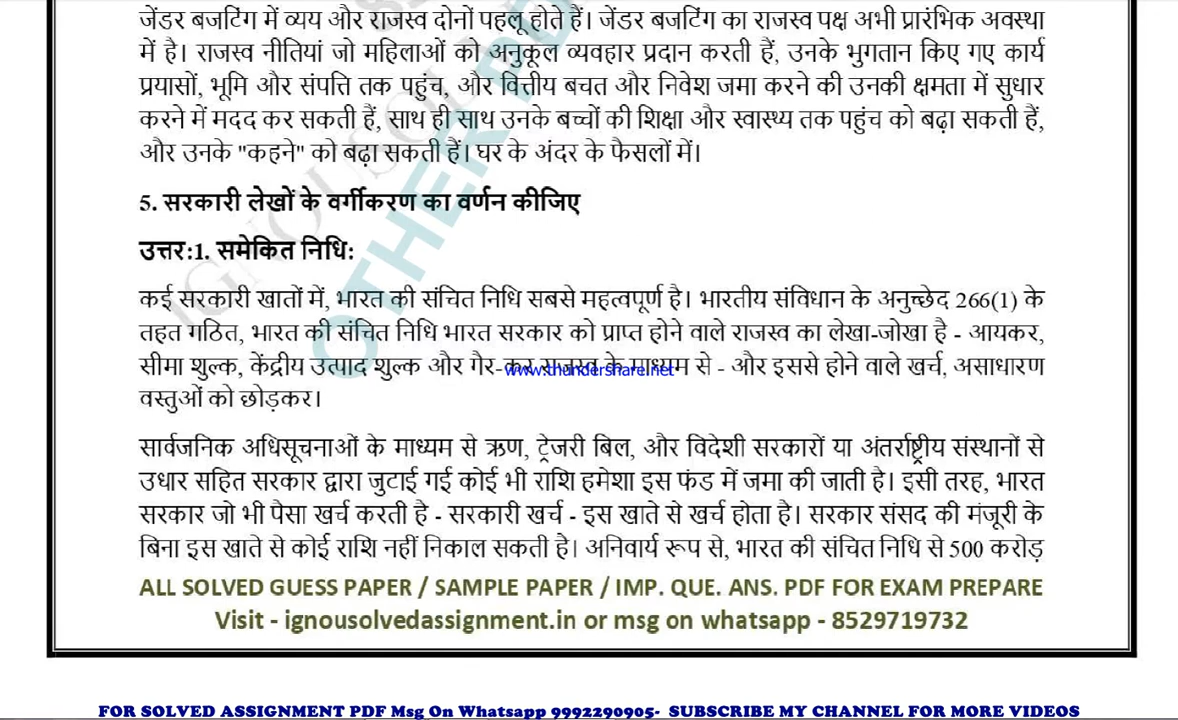 जेंडर बजटिंग में व्यय और राजस्व दोनों पहलू होते हैं। जेंडर बजटिंग का राजस्व पक्ष अभी प्रारंभिक अवस्था
में है। राजस्व नीतियां जो महिलाओं को अनुकूल व्यवहार प्रदान करती हैं, उनके भुगतान किए गए कार्य
प्रयासों, भूमि और संपत्ति तक पहुंच, और वित्तीय बचत और निवेश जमा करने की उनकी क्षमता में सुधार
करने में मदद कर सकती हैं, साथ ही साथ उनके बच्चों की शिक्षा और स्वास्थ्य तक पहुंच को बढ़ा सकती हैं,
और उनके "कहने" को बढ़ा सकती हैं। घर के अंदर के फैसलों में।
5. सरकारी लेखों के वर्गीकरण का वर्णन कीजिए
उत्तर:1. समेकित निधि:
कई सरकारी खातों में, भारत की संचित निधि सबसे महत्वपूर्ण है। भारतीय संविधान के अनुच्छेद 266(1) के
तहत गठित, भारत की संचित निधि भारत सरकार को प्राप्त होने वाले राजस्व का लेखा-जोखा है - आयकर,
सीमा शुल्क, केंद्रीय उत्पाद शुल्क और गैर-कर राजस्व के माध्यम से - और इससे होने वाले खर्च, असाधारण
www.thundershare.net
वस्तुओं को छोड़कर।
सार्वजनिक अधिसूचनाओं के माध्यम से ऋण, ट्रेजरी बिल, और विदेशी सरकारों या अंतर्राष्ट्रीय संस्थानों से
उधार सहित सरकार द्वारा जुटाई गई कोई भी राशि हमेशा इस फंड में जमा की जाती है। इसी तरह, भारत
सरकार जो भी पैसा खर्च करती है - सरकारी खर्च - इस खाते से खर्च होता है। सरकार संसद की मंजूरी के
बिना इस खाते से कोई राशि नहीं निकाल सकती है। अनिवार्य रूप से, भारत की संचित निधि से 500 करोड़
ALL SOLVED GUESS PAPER / SAMPLE PAPER / IMP. QUE. ANS. PDF FOR EXAM PREPARE
Visit - ignousolvedassignment.in or msg on whatsapp - 8529719732
FOR SOLVED ASSIGNMENT PDF Msg On Whatsapp 9992290905- SUBSCRIBE MY CHANNEL FOR MORE VIDEOS